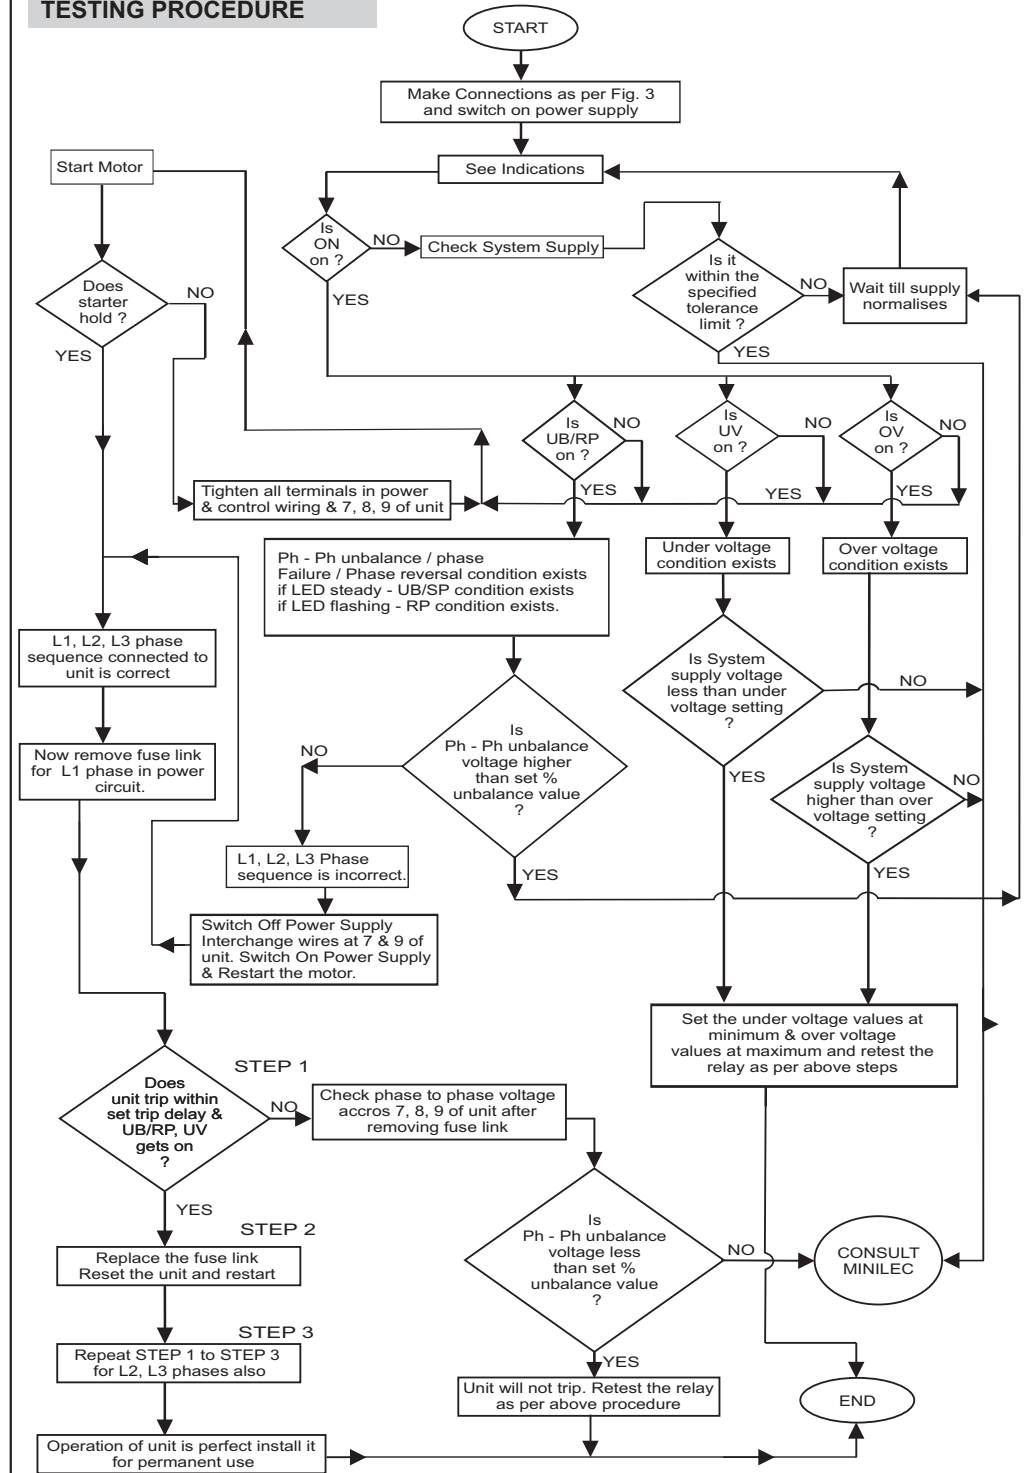 TESTING PROCEDURE
START
Make Connections as per Fig. 3
and switch on power supply
See Indications
Start Motor
Is
ON
on ?
NO
Check System Supply
YES
Is it
within the
specified
tolerance
limit ?
NO
Wait till supply
normalises
YES
Does
starter
hold ?
NO
YES
Is
UB/RP
on ?
NO
YES
Is
UV
on ?
NO
YES
Is
OV
on ?
NO
YES
Tighten all terminals in power
& control wiring & 7, 8, 9 of unit
Ph - Ph unbalance / phase
Failure / Phase reversal condition exists
if LED steady - UB/SP condition exists
if LED flashing - RP condition exists.
Under voltage
condition exists
Over voltage
condition exists
L1, L2, L3 phase
sequence connected to
unit is correct
Is System
supply voltage
less than under
voltage setting
?
NO
YES
Is
Ph - Ph unbalance
voltage higher
than set %
unbalance value
?
NO
YES
Now remove fuse link
for L1 phase in power
circuit.
Is System
supply voltage
higher than over
voltage setting
?
NO
YES
L1, L2, L3 Phase
sequence is incorrect.
Switch Off Power Supply
Interchange wires at 7 & 9 of
unit. Switch On Power Supply
& Restart the motor.
Set the under voltage values at
minimum & over voltage
values at maximum and retest the
relay as per above steps
STEP 1
Does
unit trip within
set trip delay &
UB/RP, UV
gets on
?
NO
YES
Check phase to phase voltage
accros 7, 8, 9 of unit after
removing fuse link
STEP 2
Replace the fuse link
Reset the unit and restart
Is
Ph - Ph unbalance
voltage less
than set %
unbalance value
?
NO
YES
CONSULT
MINILEC
STEP 3
Repeat STEP 1 to STEP 3
for L2, L3 phases also
Unit will not trip. Retest the relay
as per above procedure
END
Operation of unit is perfect install it
for permanent use